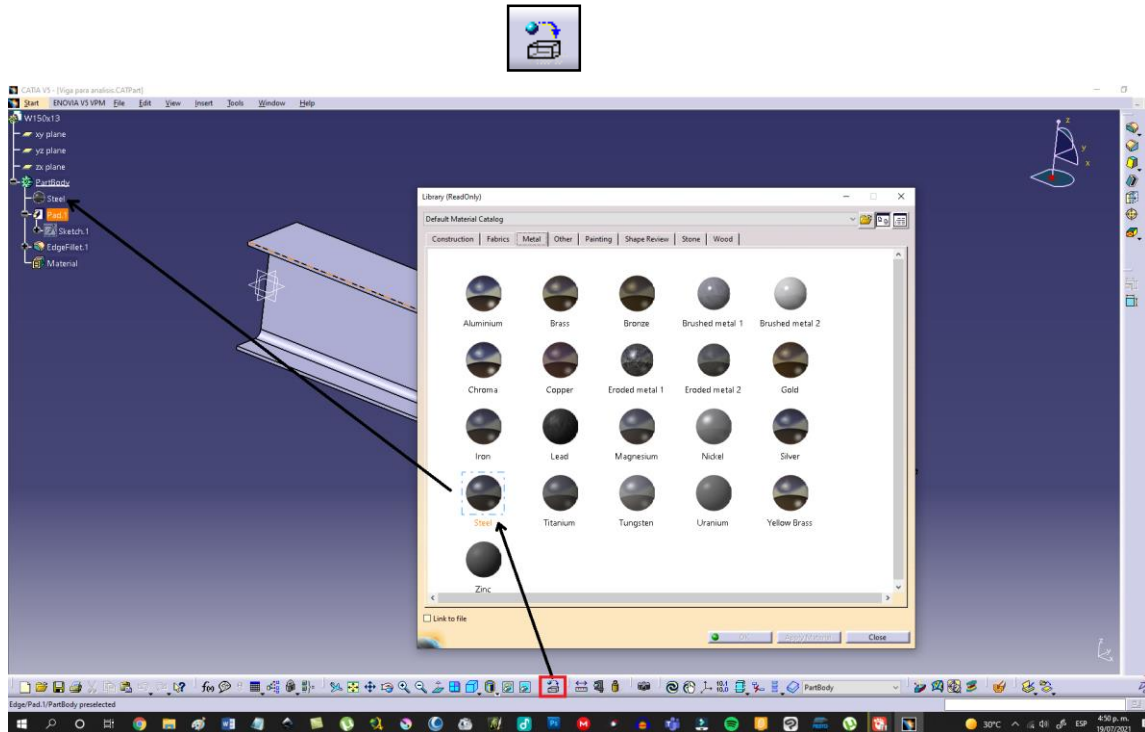 CATIA V5 - [Viga para analisis.CATPart]
Start ENOVIA V5 VPM File Edit View Insert Tools Window Help
W150x13
xy plane
yz plane
zx plane
PartBody
Steel
Pad.1
Sketch.1
EdgeFillet.1
Material
z
y
x
Library (ReadOnly)
Default Material Catalog
Construction Fabrics Metal Other Painting Shape Review Stone Wood
Aluminium Brass Bronze Brushed metal 1 Brushed metal 2
Chroma Copper Eroded metal 1 Eroded metal 2 Gold
Iron Lead Magnesium Nickel Silver
Steel Titanium Tungsten Uranium Yellow Brass
Zinc
Link to file
OK Apply Material Close
PartBody
Edge/Pad.1/PartBody preselected
30°C ESP 4:50 p. m.
19/07/2021